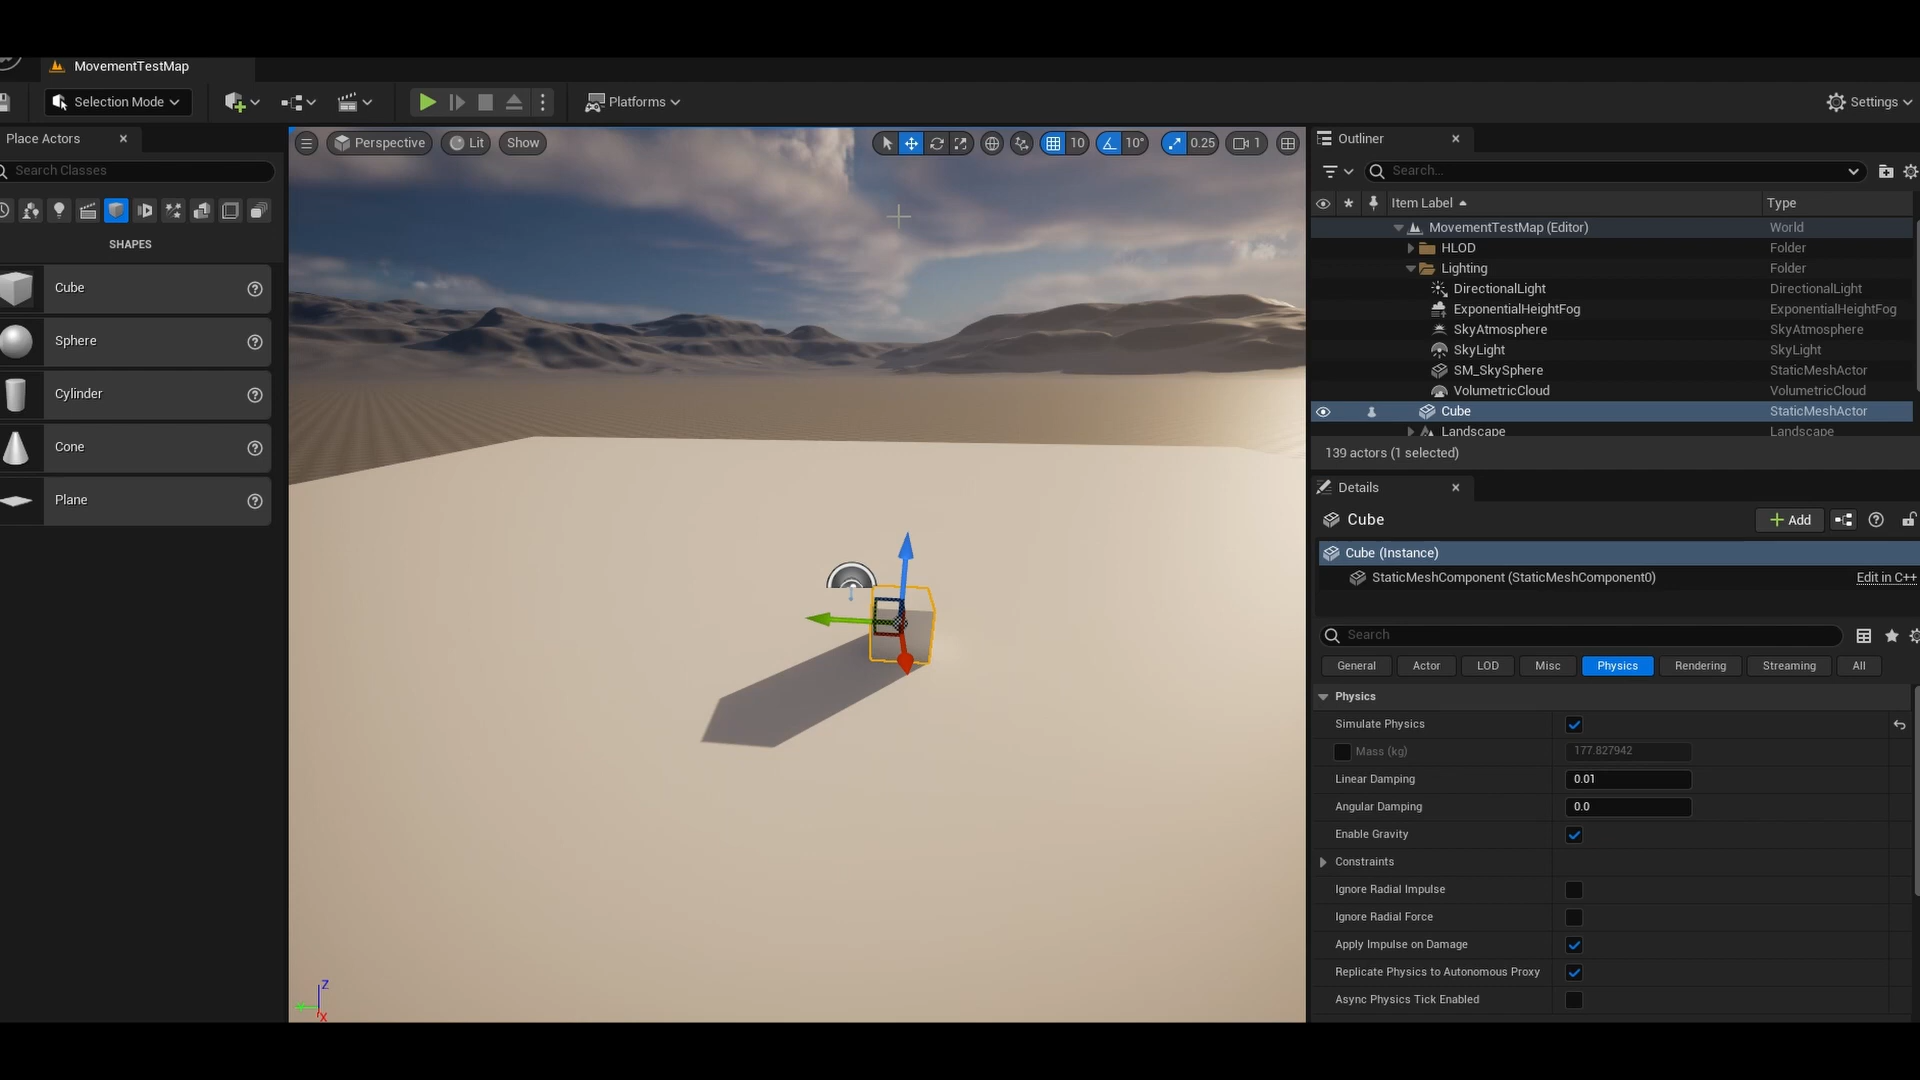 MovementTestMap
Selection Mode
Platforms
Settings
Place Actors
Search Classes
SHAPES
Cube
Sphere
Cylinder
Cone
Plane
Perspective
Lit
Show
10
10°
0.25
1
Z
X
Outliner
Search...
Item Label
Type
MovementTestMap (Editor)
World
HLOD
Folder
Lighting
Folder
DirectionalLight
DirectionalLight
ExponentialHeightFog
ExponentialHeightFog
SkyAtmosphere
SkyAtmosphere
SkyLight
SkyLight
SM_SkySphere
StaticMeshActor
VolumetricCloud
VolumetricCloud
Cube
StaticMeshActor
Landscape
Landscape
139 actors (1 selected)
Details
Cube
Add
Cube (Instance)
StaticMeshComponent (StaticMeshComponent0)
Edit in C++
Search
General
Actor
LOD
Misc
Physics
Rendering
Streaming
All
Physics
Simulate Physics
Mass (kg)
177.827942
Linear Damping
0.01
Angular Damping
0.0
Enable Gravity
Constraints
Ignore Radial Impulse
Ignore Radial Force
Apply Impulse on Damage
Replicate Physics to Autonomous Proxy
Async Physics Tick Enabled